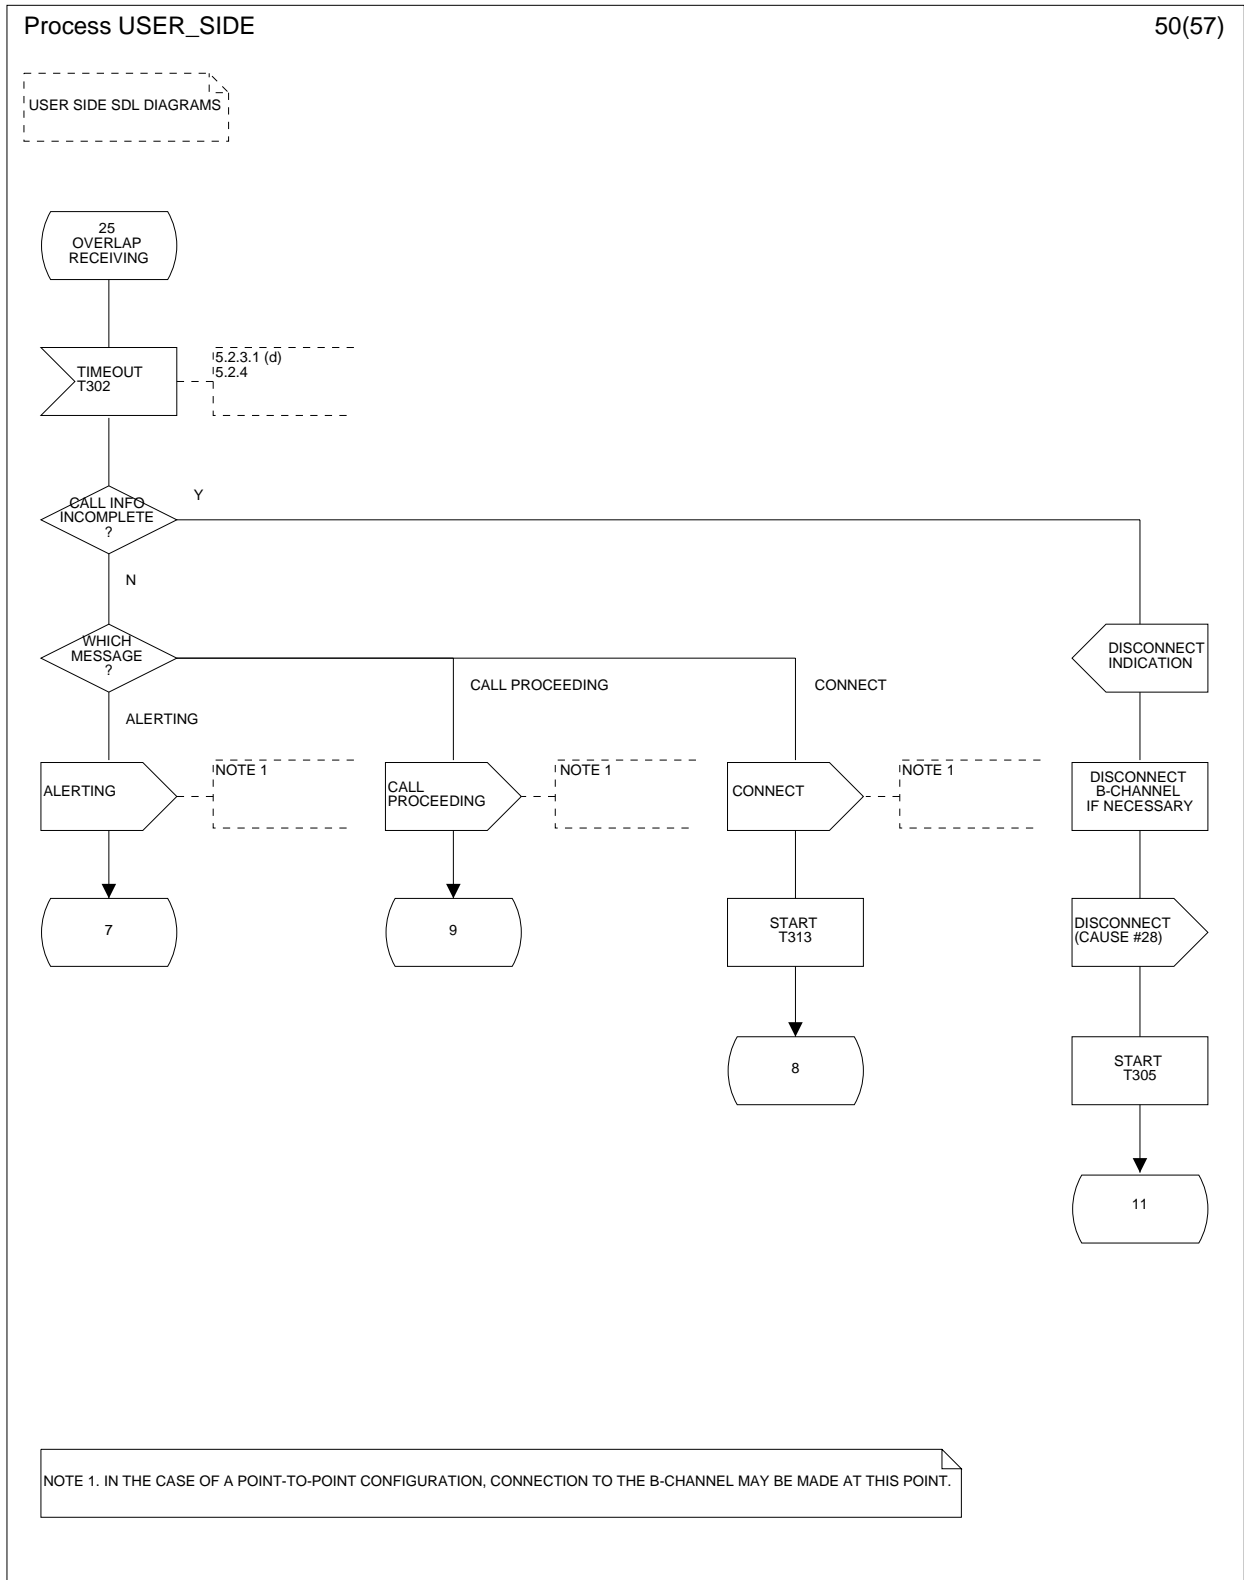 Process USER_SIDE
50(57)
USER SIDE SDL DIAGRAMS
25
OVERLAP
RECEIVING
TIMEOUT
T302
5.2.3.1 (d)
5.2.4
CALL INFO
INCOMPLETE
?
Y
N
WHICH
MESSAGE
?
CALL PROCEEDING
CONNECT
ALERTING
DISCONNECT
INDICATION
ALERTING
NOTE 1
CALL
PROCEEDING
NOTE 1
CONNECT
NOTE 1
DISCONNECT
B-CHANNEL
IF NECESSARY
7
9
START
T313
DISCONNECT
(CAUSE #28)
8
START
T305
11
NOTE 1. IN THE CASE OF A POINT-TO-POINT CONFIGURATION, CONNECTION TO THE B-CHANNEL MAY BE MADE AT THIS POINT.